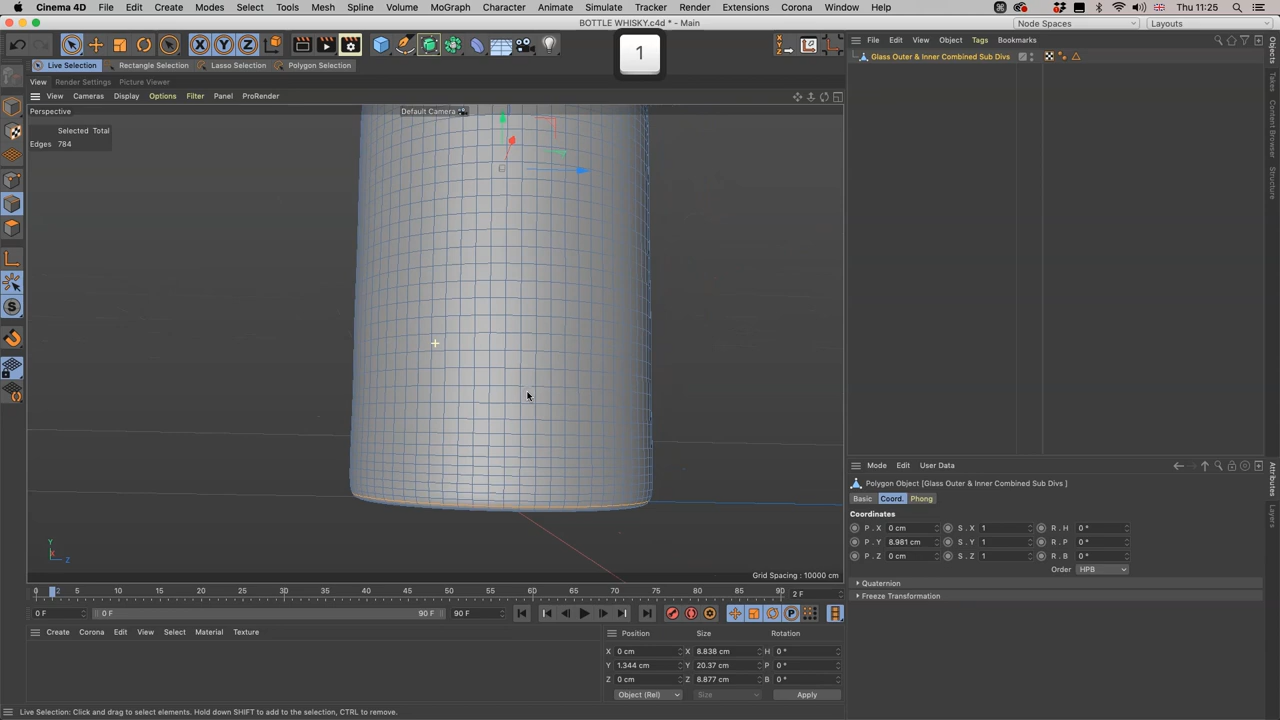 Cinema 4D File Edit Create Modes Select Tools Mesh Spline Volume MoGraph Character Animate Simulate Tracker Render Extensions Corona Window Help Thu 11:25
BOTTLE WHISKY.c4d * - Main
Node Spaces Layouts
1
File Edit View Object Tags Bookmarks
Live Selection Rectangle Selection Lasso Selection Polygon Selection
Glass Outer & Inner Combined Sub Divs
View Render Settings Picture Viewer
Cameras Display Options Filter Panel ProRender
View
Perspective
Default Camera
Selected Total
Edges 784
Y
X
Z
Grid Spacing : 10000 cm
Objects
Takes
Content Browser
Structure
Attributes
Layers
Mode Edit User Data
Polygon Object [Glass Outer & Inner Combined Sub Divs ]
Basic Coord. Phong
Coordinates
P . X 0 cm S . X 1 R . H 0 °
P . Y 8.981 cm S . Y 1 R . P 0 °
P . Z 0 cm S . Z 1 R . B 0 °
Order HPB
Quaternion
Freeze Transformation
0 2 5 10 15 20 25 30 35 40 45 50 55 60 65 70 75 80 85 90 2 F
0 F 0 F 90 F 90 F
Create Corona Edit View Select Material Texture
Position Size Rotation
X 0 cm X 8.838 cm H 0 °
Y 1.344 cm Y 20.37 cm P 0 °
Z 0 cm Z 8.877 cm B 0 °
Object (Rel) Size Apply
Live Selection: Click and drag to select elements. Hold down SHIFT to add to the selection, CTRL to remove.